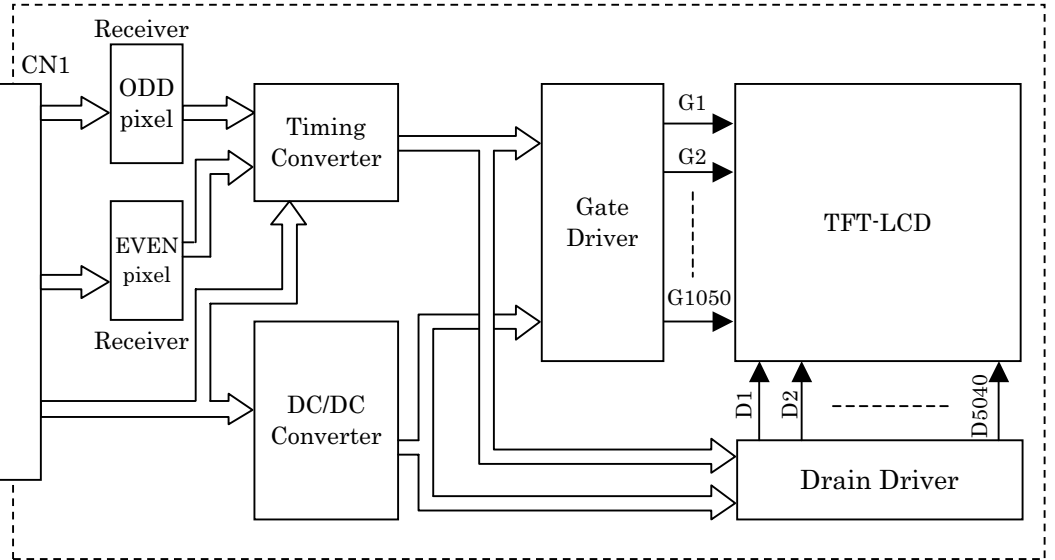 Receiver
CN1
ODD
pixel
Timing
Converter
EVEN
pixel
Receiver
DC/DC
Converter
Gate
Driver
G1
G2
G1050
TFT-LCD
D1
D2
D5040
Drain Driver